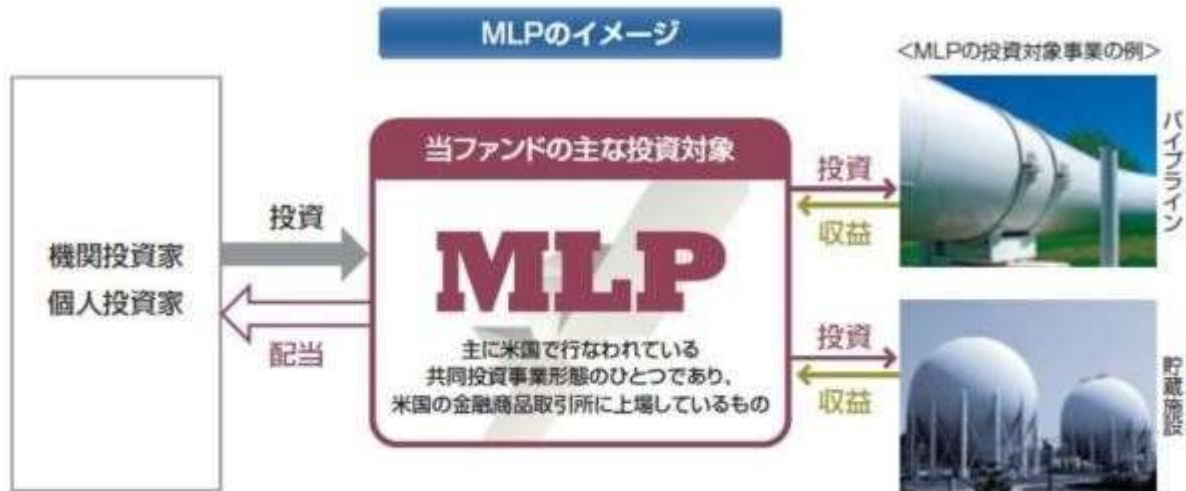 MLPのイメージ
<MLPの投資対象事業の例>
機関投資家
個人投資家
投資
配当
当ファンドの主な投資対象
MLP
主に米国で行なわれている
共同投資事業形態のひとつであり、
米国の金融商品取引所に上場しているもの
投資
収益
パイプライン
投資
収益
貯蔵施設